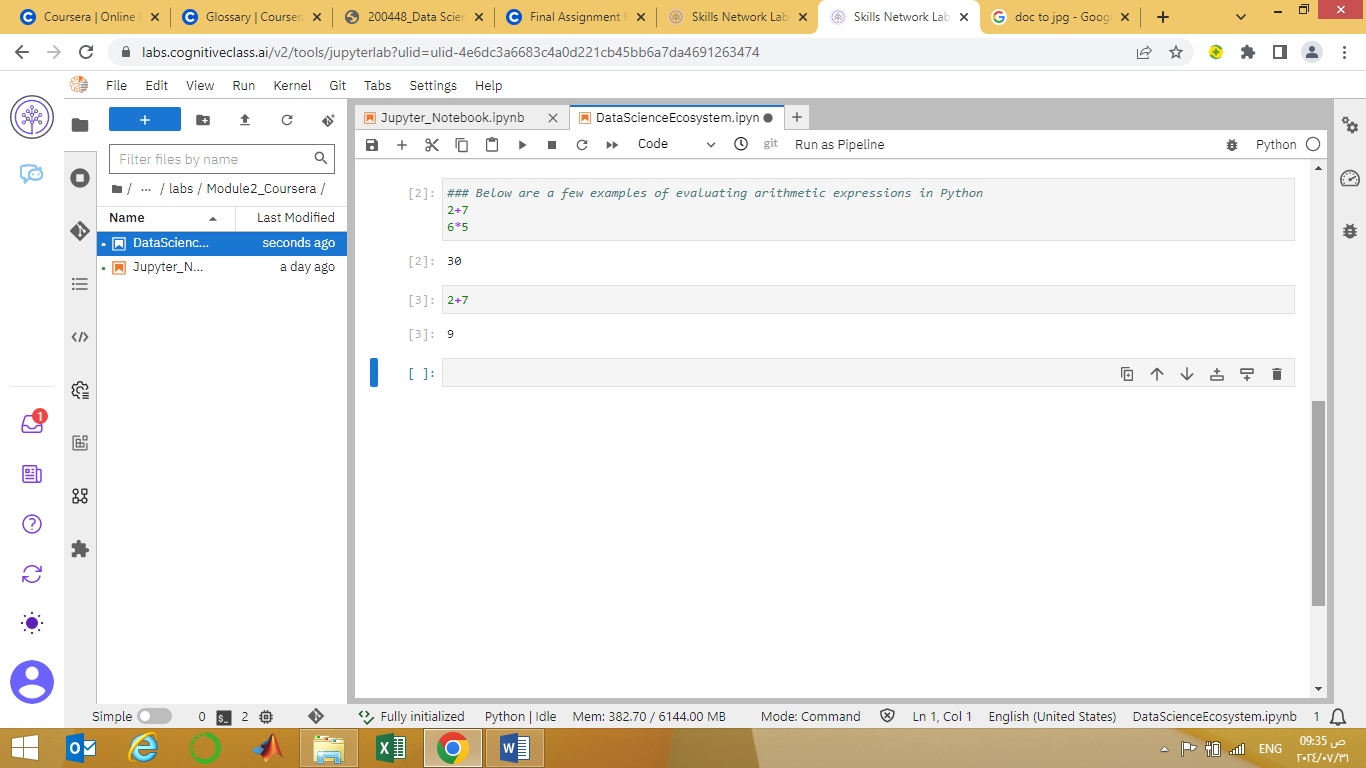 Coursera | Online C
Glossary | Coursera
200448_Data Scien
Final Assignment
Skills Network Lab
Skills Network Lab
doc to jpg - Goog
labs.cognitiveclass.ai/v2/tools/jupyterlab?ulid=ulid-4e6dc3a6683c4a0d221cb45bb6a7da4691263474
File Edit View Run Kernel Git Tabs Settings Help
Jupyter_Notebook.ipynb
DataScienceEcosystem.ipyn
Code
git
Run as Pipeline
Python
Filter files by name
/ ... / labs / Module2_Coursera /
Name Last Modified
DataScienc... seconds ago
Jupyter_N... a day ago
[2]: ### Below are a few examples of evaluating arithmetic expressions in Python
2+7
6*5
[2]: 30
[3]: 2+7
[3]: 9
[ ]:
1
Simple 0 $_ 2 Fully initialized Python | Idle Mem: 382.70 / 6144.00 MB Mode: Command Ln 1, Col 1 English (United States) DataScienceEcosystem.ipynb 1
ENG
09:35 ص
٢٠٢٤/٠٧/٣١